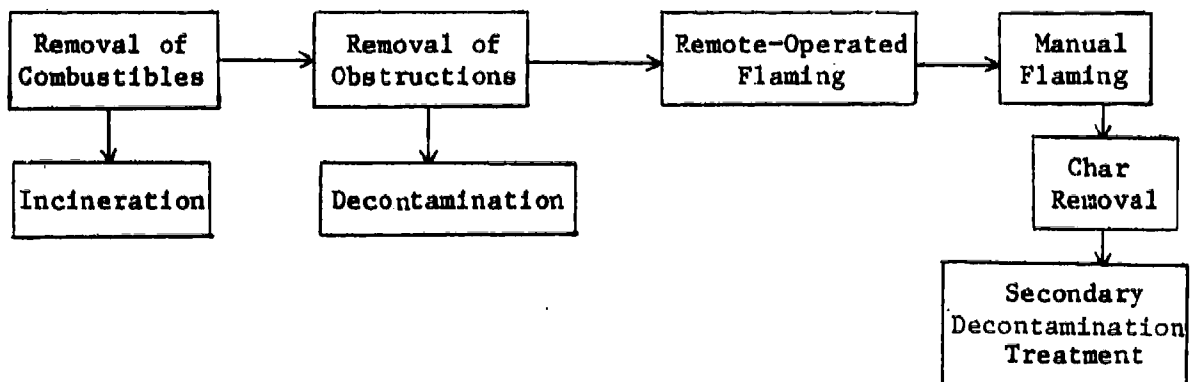 Removal of
Combustibles
Removal of
Obstructions
Remote-Operated
Flaming
Manual
Flaming
Incineration
Decontamination
Char
Removal
Secondary
Decontamination
Treatment